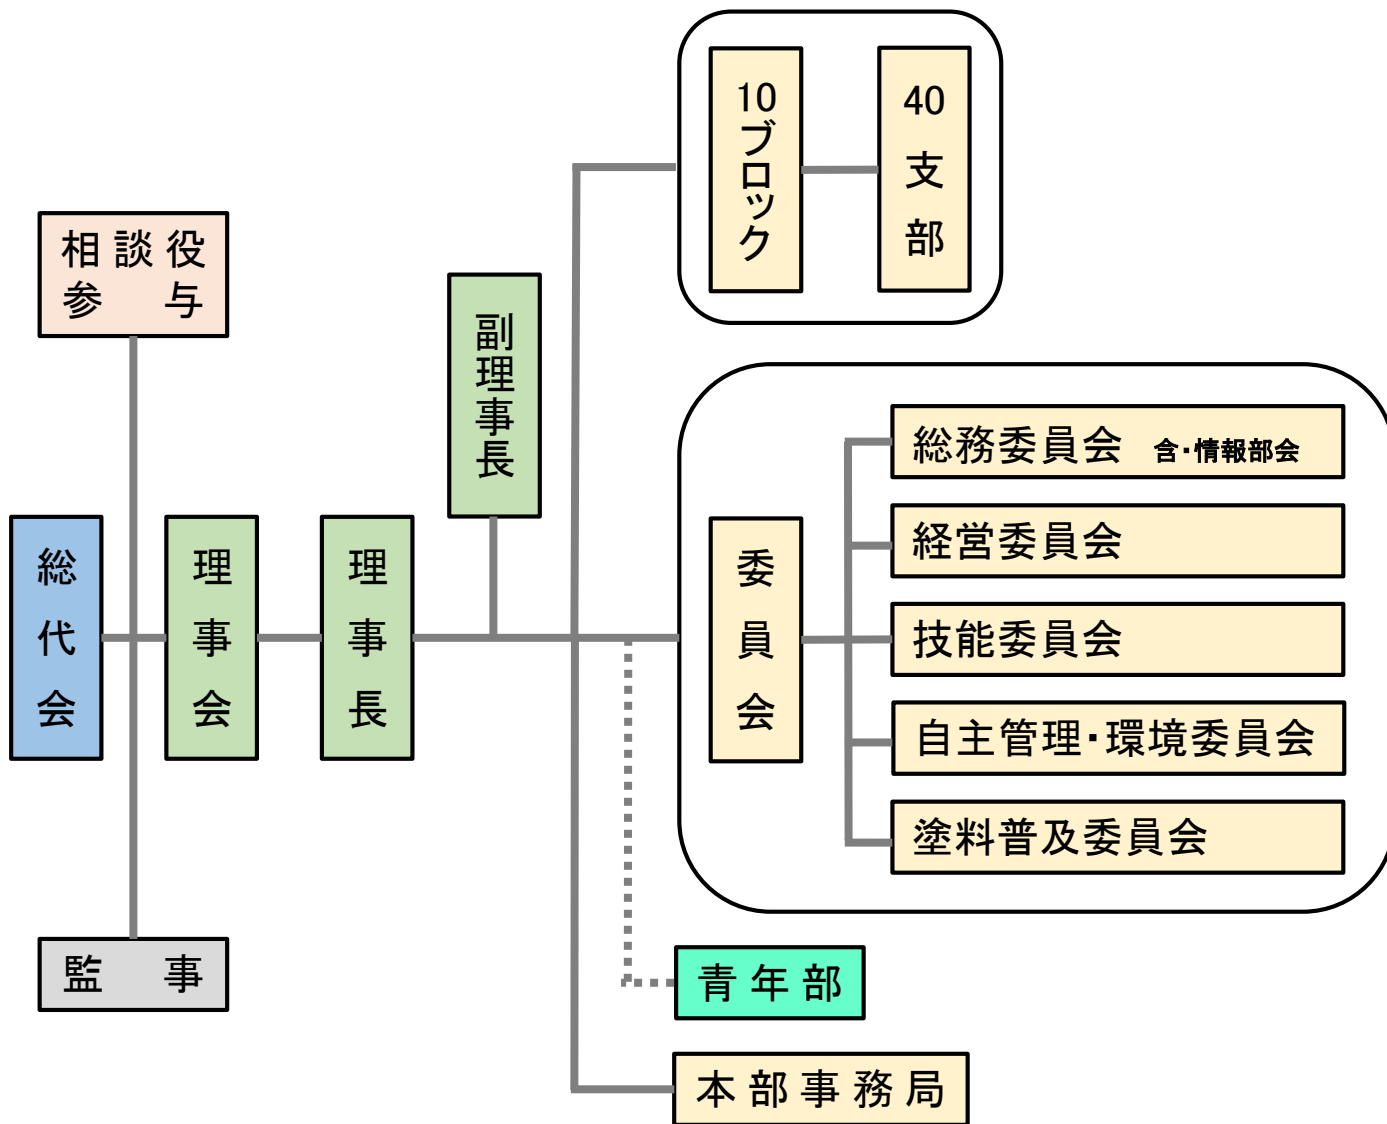 10ブロック
40支部
相談役
参与
副理事長
総務委員会 含・情報部会
経営委員会
総代会
理事会
理事長
委員会
技能委員会
自主管理・環境委員会
塗料普及委員会
監事
青年部
本部事務局